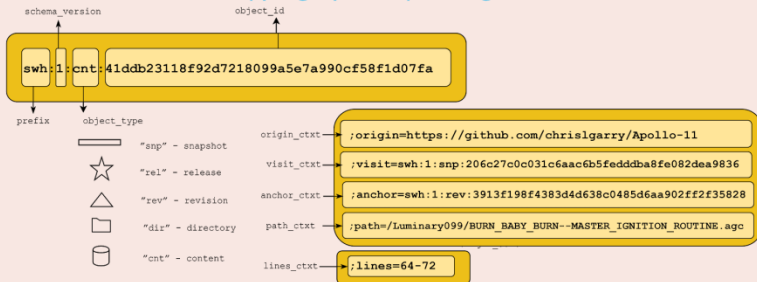 schema_version
object_id
swh:1:cnt:41ddb23118f92d7218099a5e7a990cf58f1d07fa
prefix
object_type
"snp" - snapshot
"rel" - release
"rev" - revision
"dir" - directory
"cnt" - content
origin_ctxt
;origin=https://github.com/chrislgarry/Apollo-11
visit_ctxt
;visit=swh:1:snp:206c27c0c031c6aac6b5fedddba8fe082dea9836
anchor_ctxt
;anchor=swh:1:rev:3913f198f4383d4d638c0485d6aa902ff2f35828
path_ctxt
;path=/Luminary099/BURN_BABY_BURN--MASTER_IGNITION_ROUTINE.agc
lines_ctxt
;lines=64-72